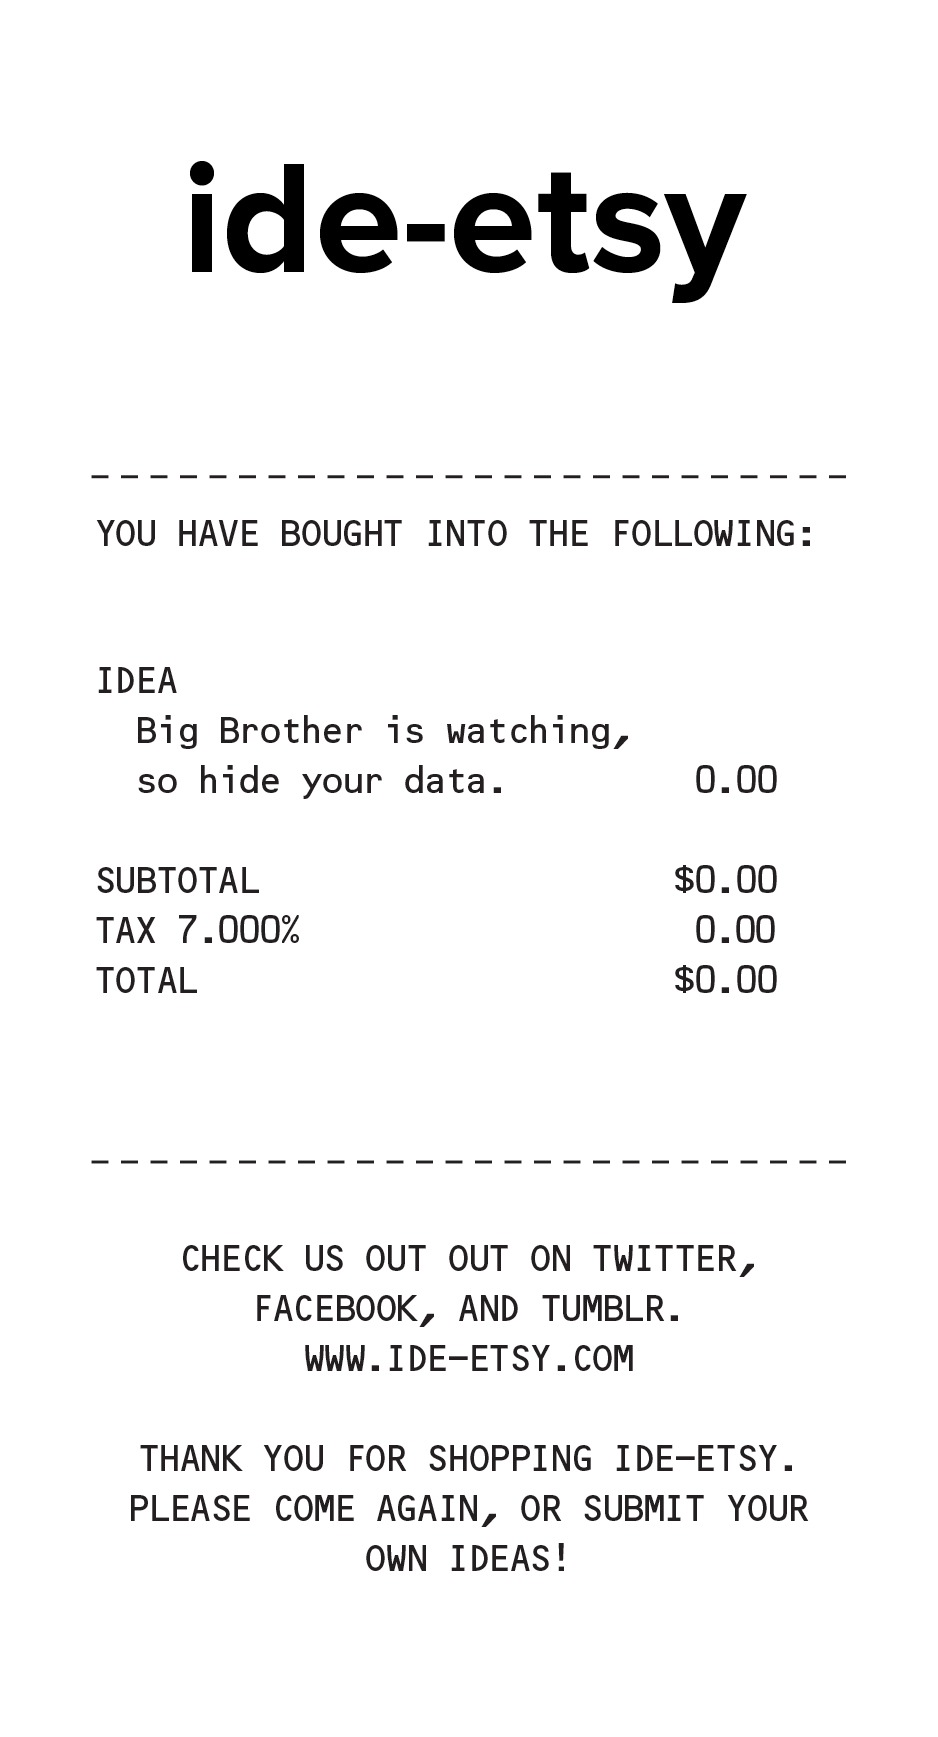 ide-etsy
YOU HAVE BOUGHT INTO THE FOLLOWING:
IDEA
Big Brother is watching,
so hide your data. 0.00
SUBTOTAL $0.00
TAX 7.000% 0.00
TOTAL $0.00
CHECK US OUT OUT ON TWITTER,
FACEBOOK, AND TUMBLR.
WWW.IDE-ETSY.COM
THANK YOU FOR SHOPPING IDE-ETSY.
PLEASE COME AGAIN, OR SUBMIT YOUR
OWN IDEAS!